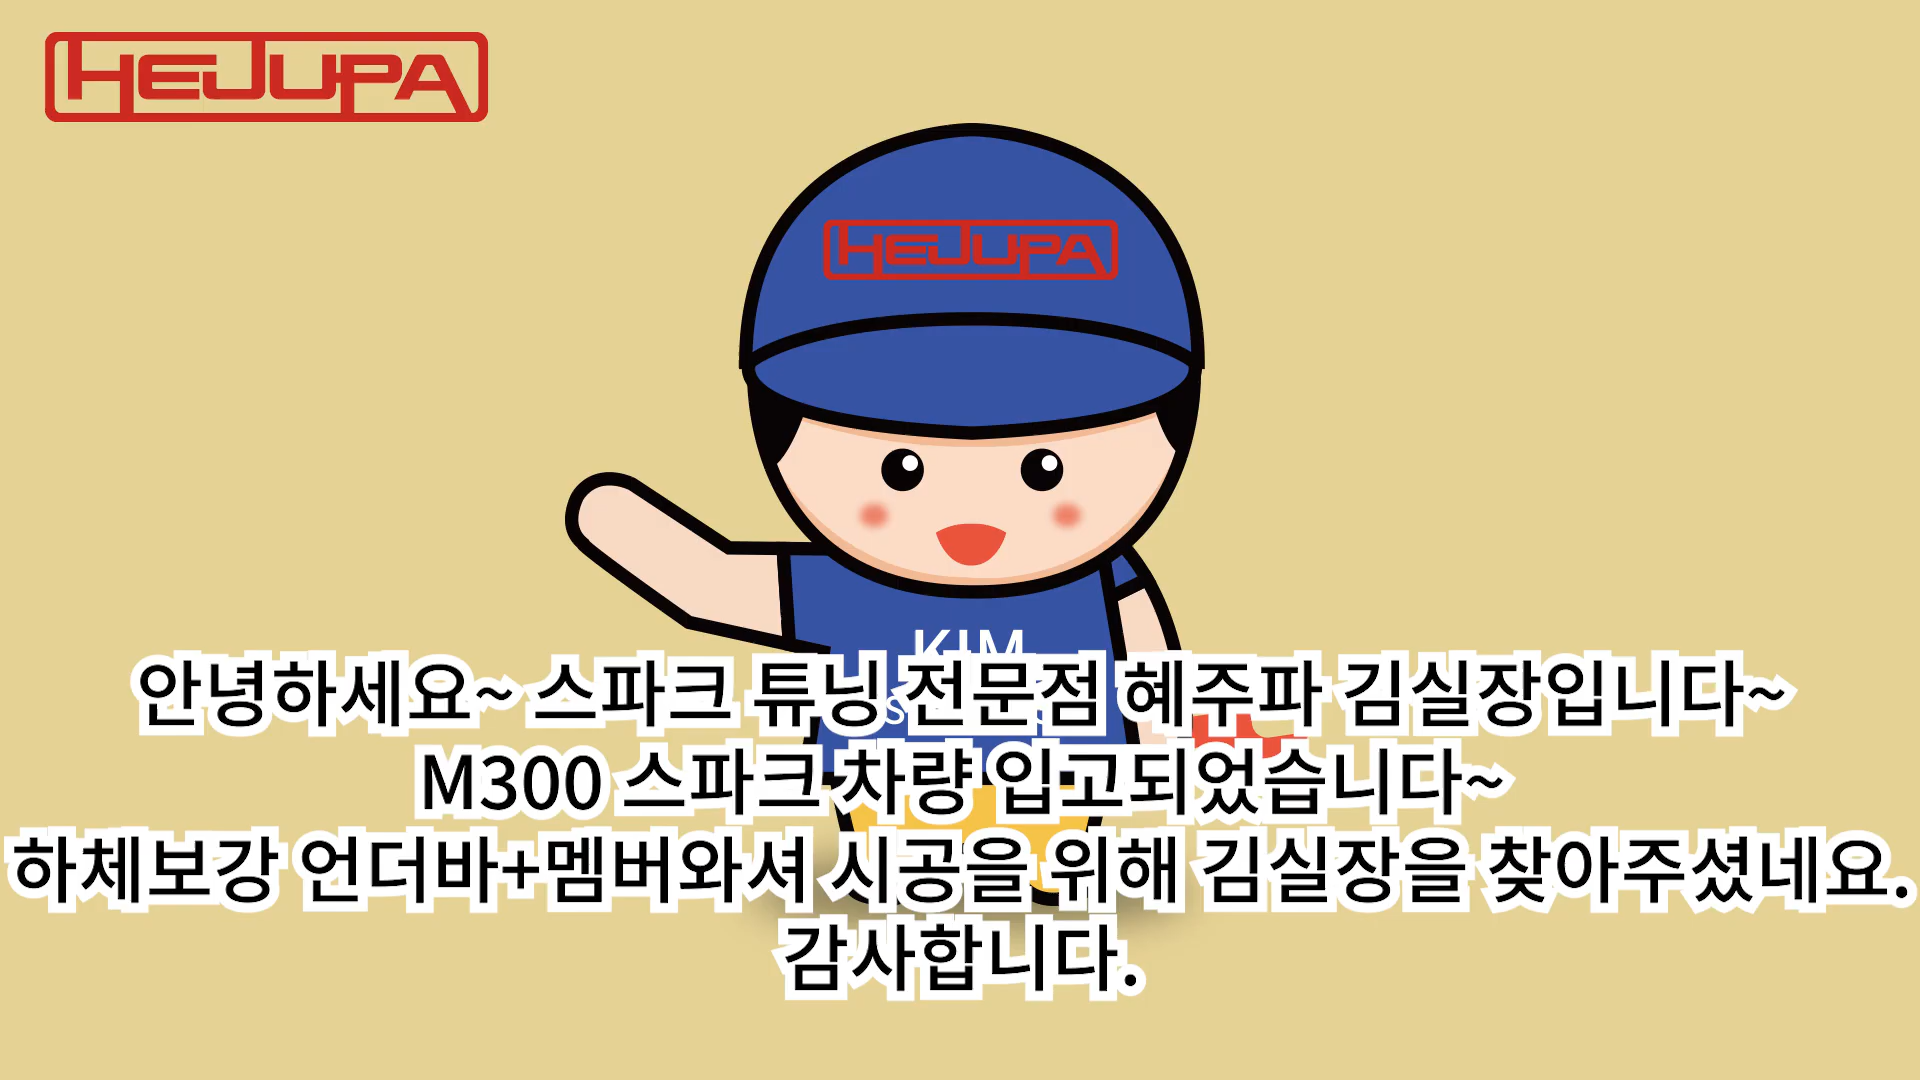 HEJUPA
HEJUPA
KIM
안녕하세요~ 스파크 튜닝 전문점 혜주파 김실장입니다~
M300 스파크 차량 입고되었습니다~
하체보강 언더바+멤버와셔 시공을 위해 김실장을 찾아주셨네요.
감사합니다.